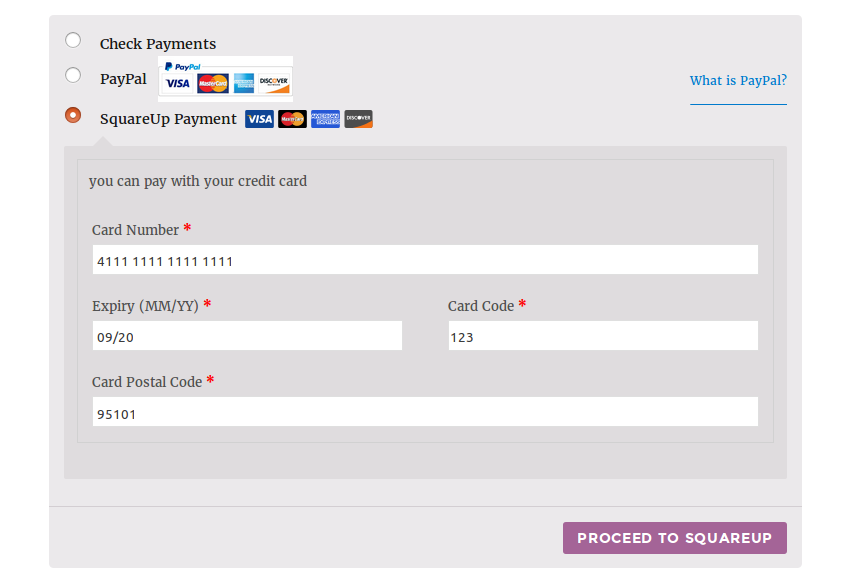 Check Payments
PayPal PayPal VISA MasterCard AMERICAN EXPRESS DISCOVER What is PayPal?
SquareUp Payment VISA MasterCard AMERICAN EXPRESS DISCOVER
you can pay with your credit card
Card Number *
4111 1111 1111 1111
Expiry (MM/YY) * Card Code *
09/20 123
Card Postal Code *
95101
PROCEED TO SQUAREUP